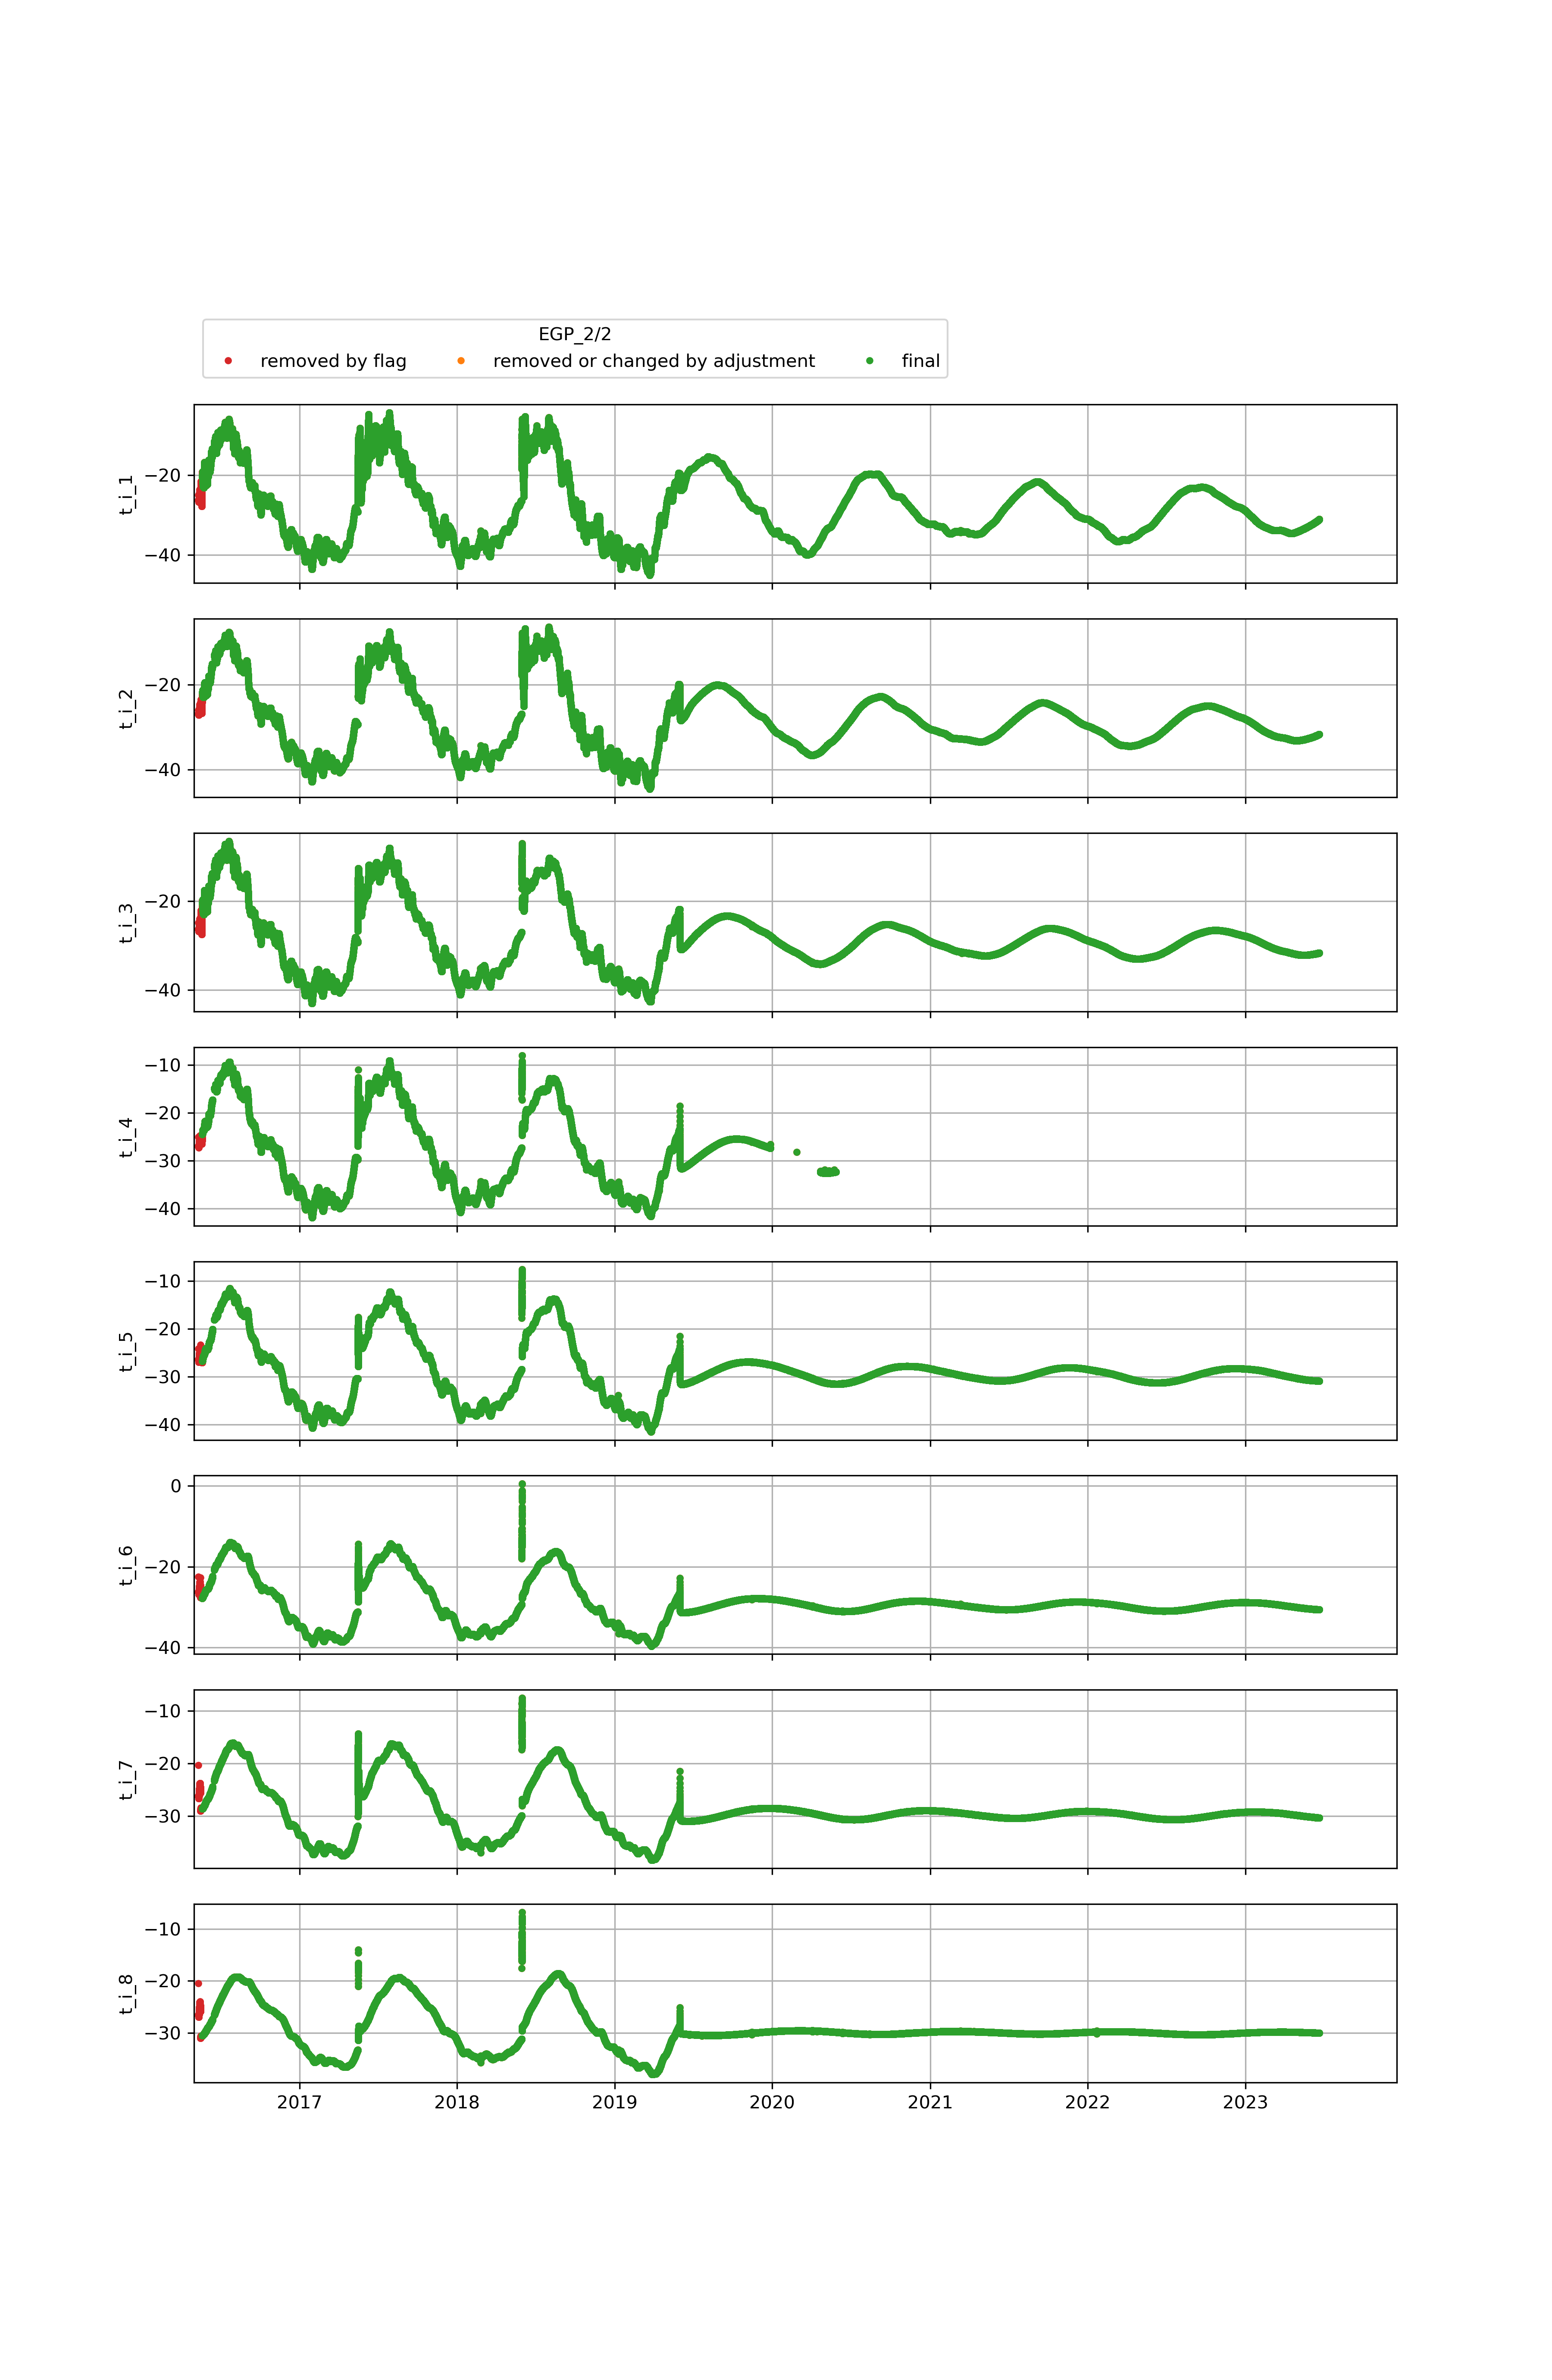 EGP_2/2
removed by flag removed or changed by adjustment final
t_i_1
−20
−40
t_i_2
−20
−40
t_i_3
−20
−40
t_i_4
−10
−20
−30
−40
t_i_5
−10
−20
−30
−40
t_i_6
0
−20
−40
t_i_7
−10
−20
−30
t_i_8
−10
−20
−30
2017 2018 2019 2020 2021 2022 2023